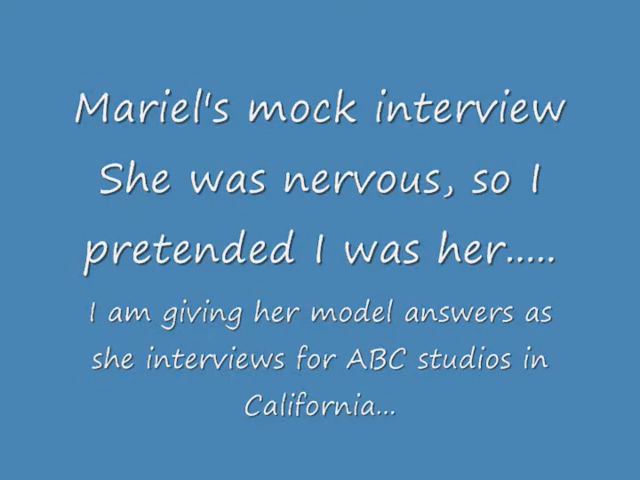 Mariel's mock interview
She was nervous, so I
pretended I was her.....
I am giving her model answers as
she interviews for ABC studios in
California...